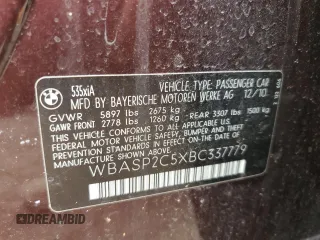 BMW
535xiA
VEHICLE TYPE: PASSENGER CAR
MFD BY BAYERISCHE MOTOREN WERKE AG 12/10
GVWR 5897 lbs 2675 kg
GAWR FRONT 2778 lbs 1260 kg - REAR 3307 lbs 1500 kg
THIS VEHICLE CONFORMS TO ALL APPLICABLE FEDERAL MOTOR VEHICLE
SAFETY, BUMPER, AND THEFT PREVENTION STANDARDS
IN EFFECT ON THE DATE OF MANUFACTURE SHOWN ABOVE.
WBASP2C5XBC337779
DREAMBID